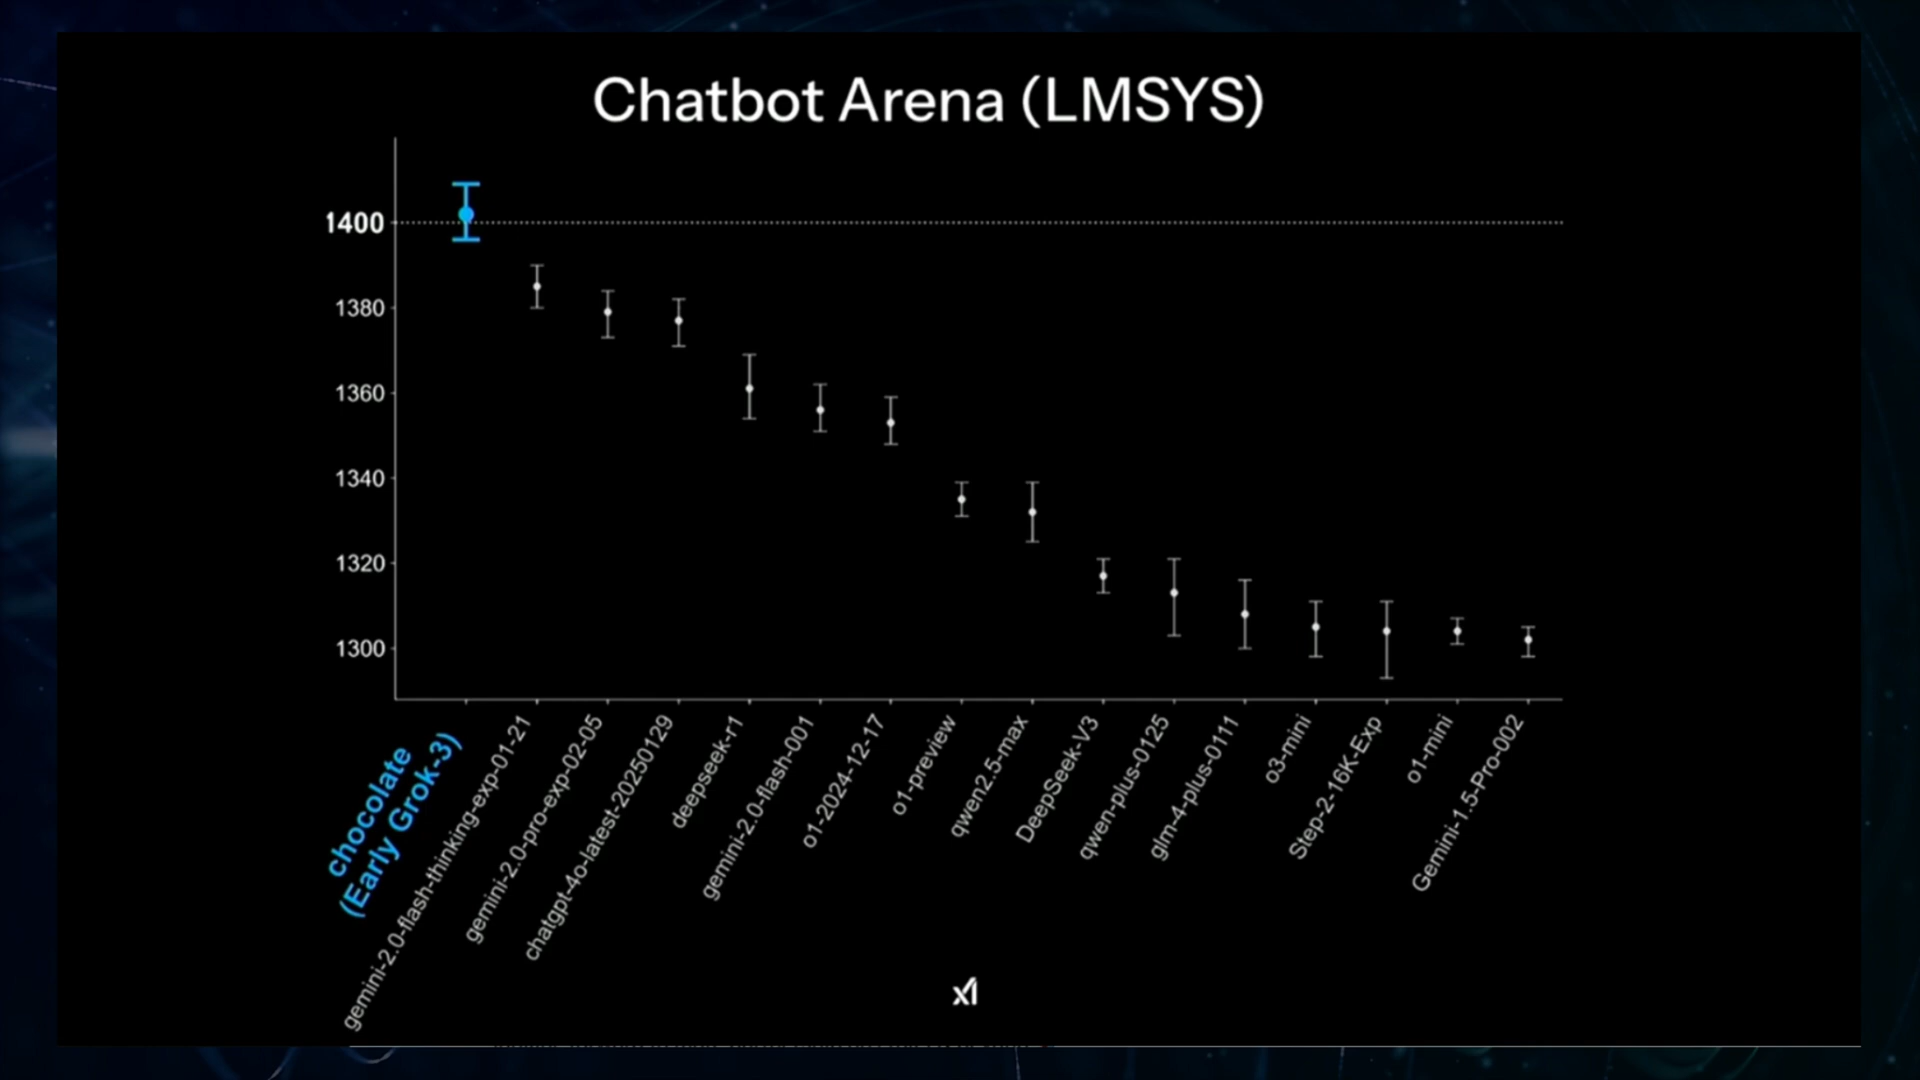 Chatbot Arena (LMSYS)
1400
1380
1360
1340
1320
1300
chocolate
(Early Grok-3)
gemini-2.0-flash-thinking-exp-01-21
gemini-2.0-pro-exp-02-05
chatgpt-4o-latest-20250129
deepseek-r1
gemini-2.0-flash-001
o1-2024-12-17
o1-preview
qwen2.5-max
DeepSeek-V3
qwen-plus-0125
glm-4-plus-0111
o3-mini
Step-2-16K-Exp
o1-mini
Gemini-1.5-Pro-002
xI